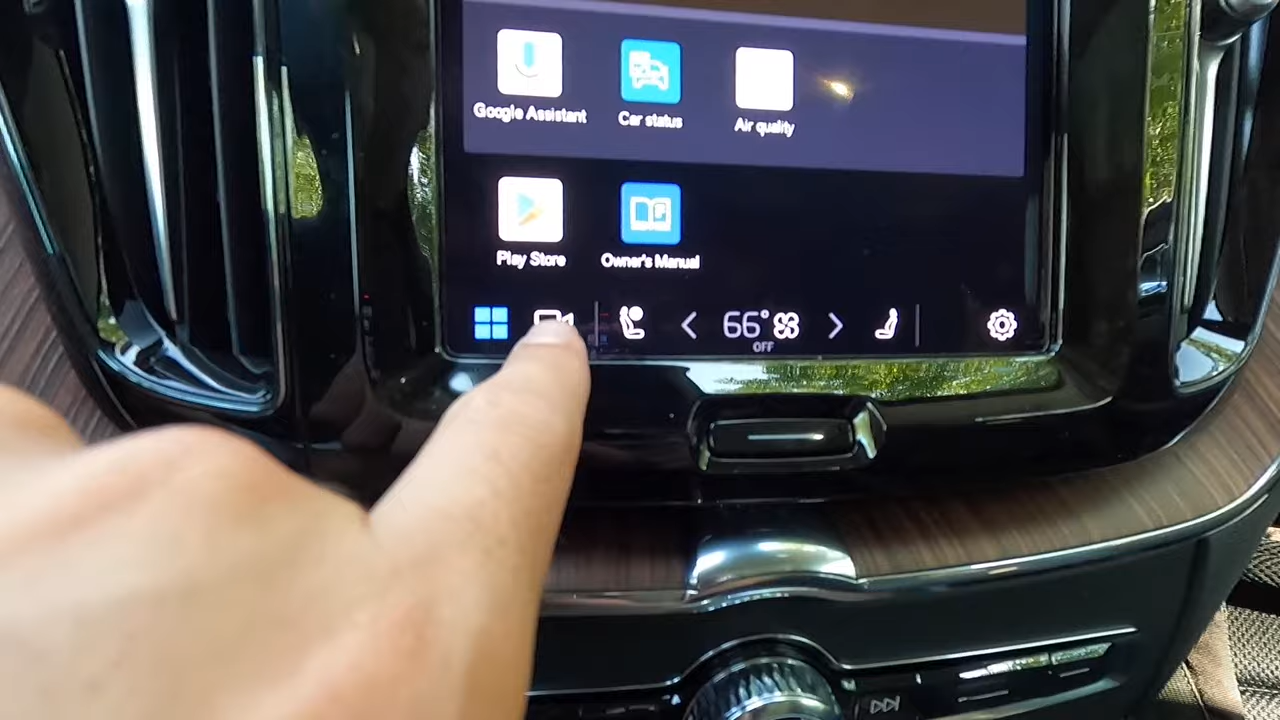 Google Assistant
Car status
Air quality
Play Store
Owner's Manual
66°
OFF